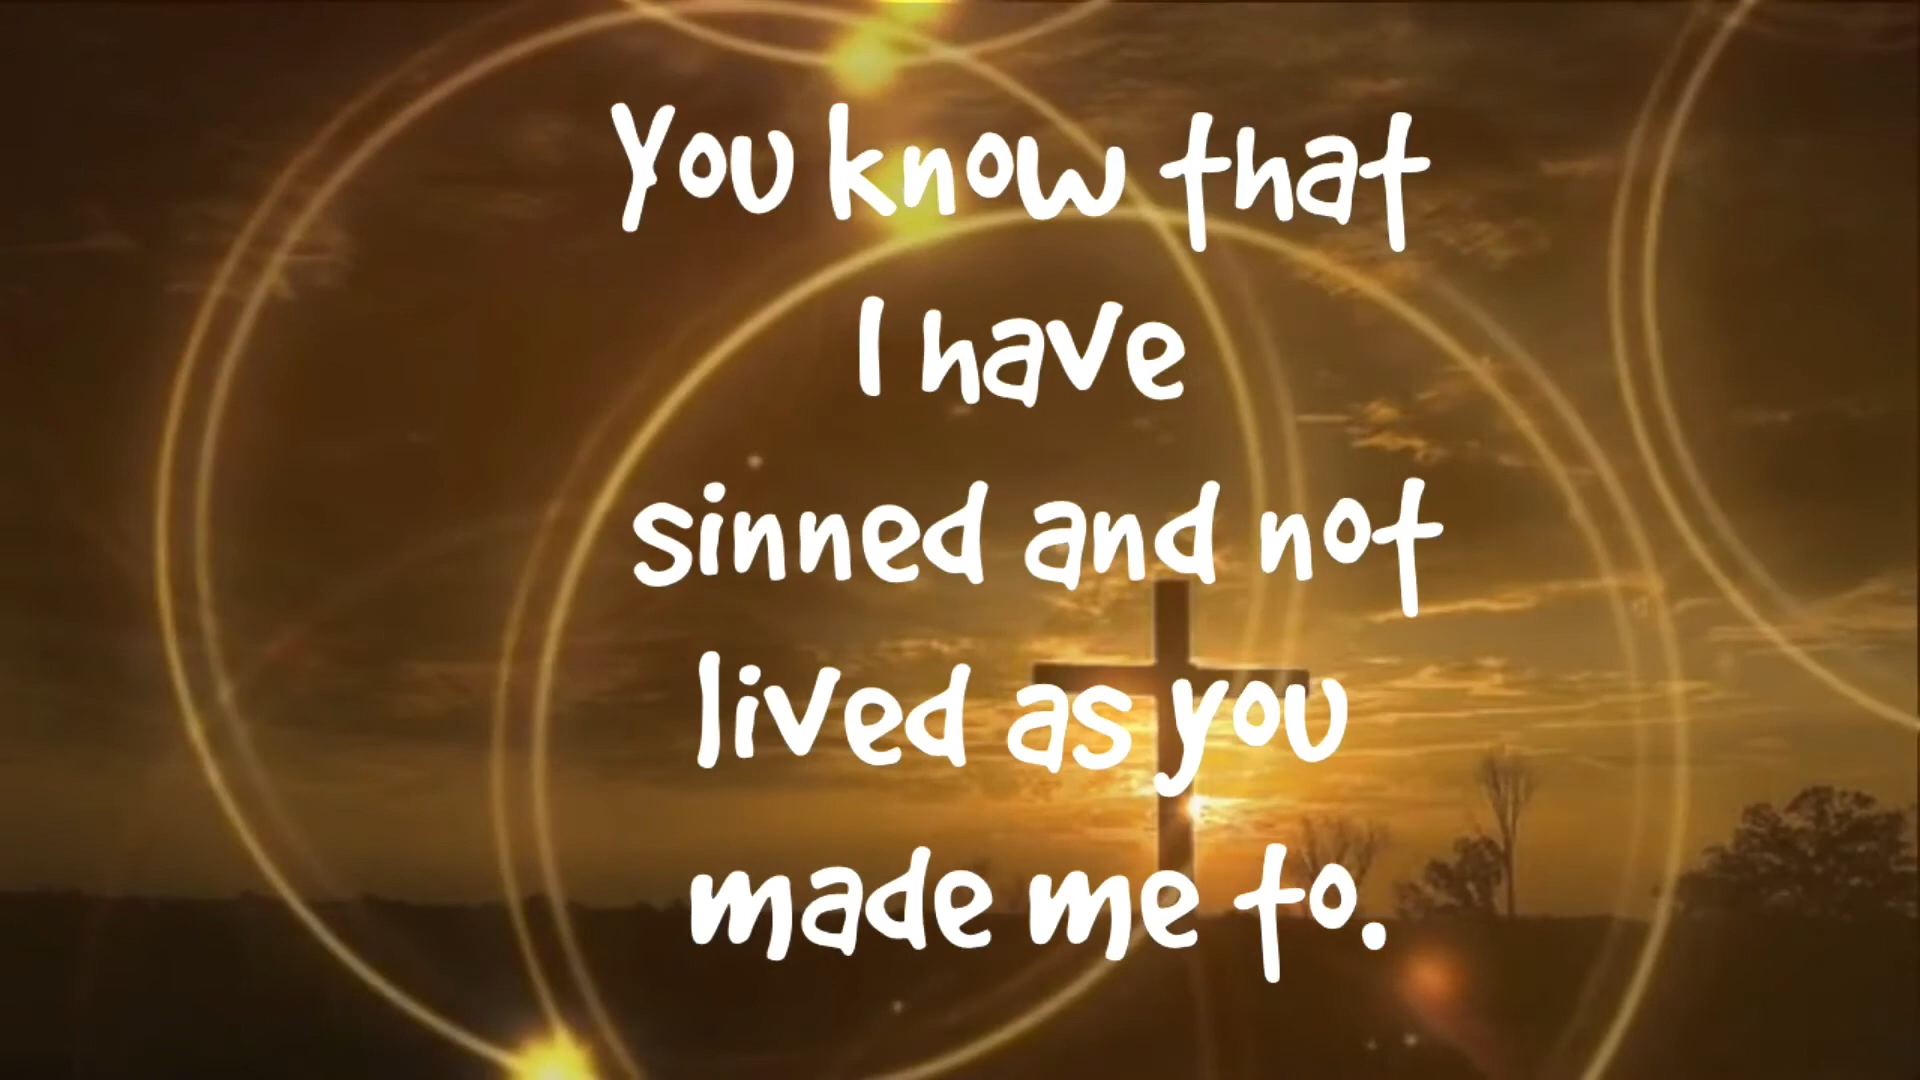 You know that
I have
sinned and not
lived as you
made me to.